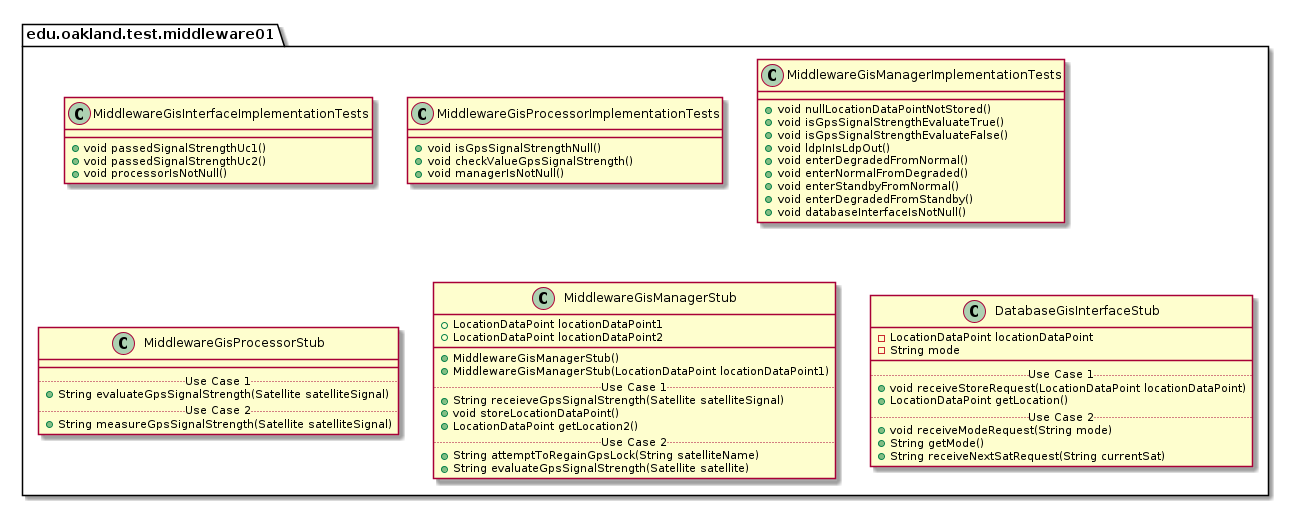 edu.oakland.test.middleware01
C MiddlewareGisInterfaceImplementationTests
void passedSignalStrengthUc1()
void passedSignalStrengthUc2()
void processorIsNotNull()
C MiddlewareGisProcessorImplementationTests
void isGpsSignalStrengthNull()
void checkValueGpsSignalStrength()
void managerIsNotNull()
C MiddlewareGisManagerImplementationTests
void nullLocationDataPointNotStored()
void isGpsSignalStrengthEvaluateTrue()
void isGpsSignalStrengthEvaluateFalse()
void ldpInIsLdpOut()
void enterDegradedFromNormal()
void enterNormalFromDegraded()
void enterStandbyFromNormal()
void enterDegradedFromStandby()
void databaseInterfaceIsNotNull()
C MiddlewareGisProcessorStub
Use Case 1
String evaluateGpsSignalStrength(Satellite satelliteSignal)
Use Case 2
String measureGpsSignalStrength(Satellite satelliteSignal)
C MiddlewareGisManagerStub
LocationDataPoint locationDataPoint1
LocationDataPoint locationDataPoint2
MiddlewareGisManagerStub()
MiddlewareGisManagerStub(LocationDataPoint locationDataPoint1)
Use Case 1
String receieveGpsSignalStrength(Satellite satelliteSignal)
void storeLocationDataPoint()
LocationDataPoint getLocation2()
Use Case 2
String attemptToRegainGpsLock(String satelliteName)
String evaluateGpsSignalStrength(Satellite satellite)
C DatabaseGisInterfaceStub
LocationDataPoint locationDataPoint
String mode
Use Case 1
void receiveStoreRequest(LocationDataPoint locationDataPoint)
LocationDataPoint getLocation()
Use Case 2
void receiveModeRequest(String mode)
String getMode()
String receiveNextSatRequest(String currentSat)